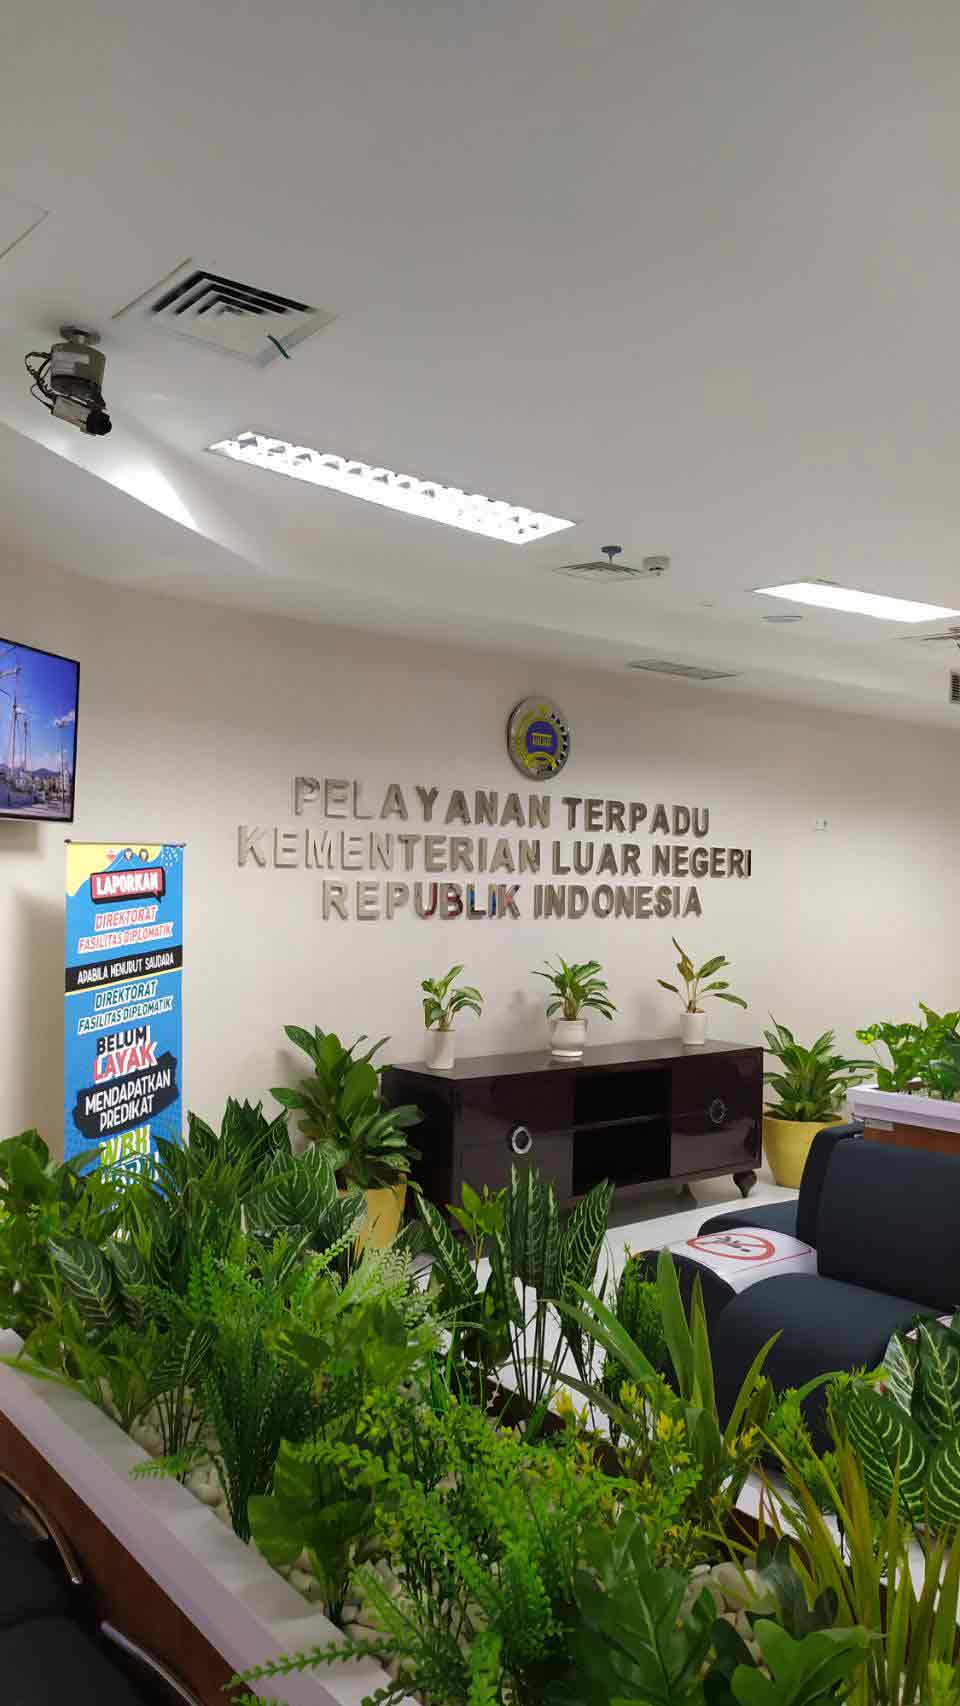 PELAYANAN TERPADU
KEMENTERIAN LUAR NEGERI
REPUBLIK INDONESIA
LAPORKAN
DIREKTORAT
FASILITAS DIPLOMATIK
APABILA MENURUT SAUDARA
DIREKTORAT
FASILITAS DIPLOMATIK
BELUM
LAYAK
MENDAPATKAN
PREDIKAT
WBK